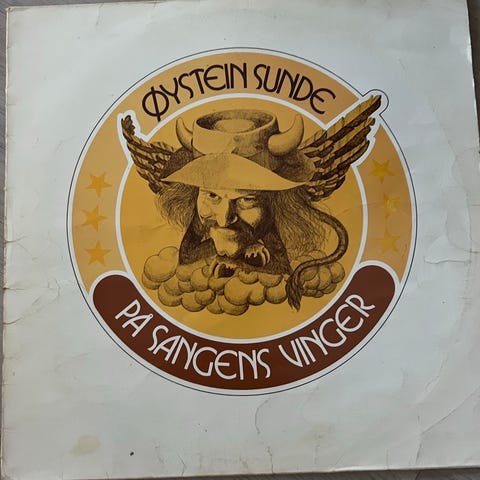 ØYSTEIN SUNDE
PÅ SANGENS VINGER